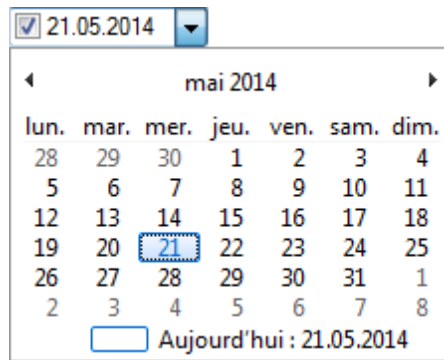 21.05.2014
mai 2014
lun. mar. mer. jeu. ven. sam. dim.
28 29 30 1 2 3 4
5 6 7 8 9 10 11
12 13 14 15 16 17 18
19 20 21 22 23 24 25
26 27 28 29 30 31 1
2 3 4 5 6 7 8
Aujourd'hui : 21.05.2014